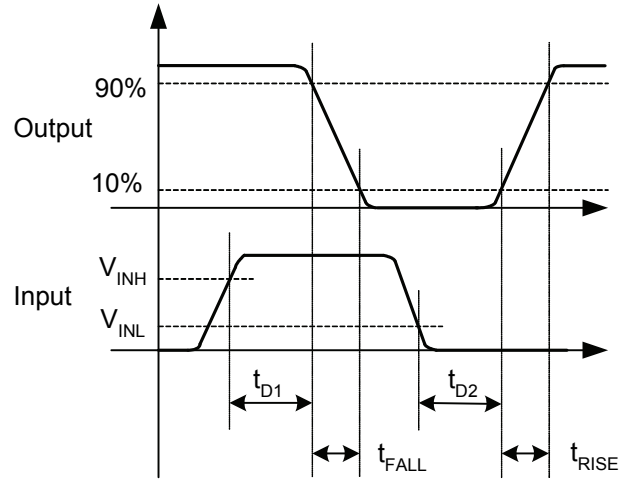 90%
Output
10%
V_INH
Input
V_INL
t_D1
t_D2
t_FALL
t_RISE